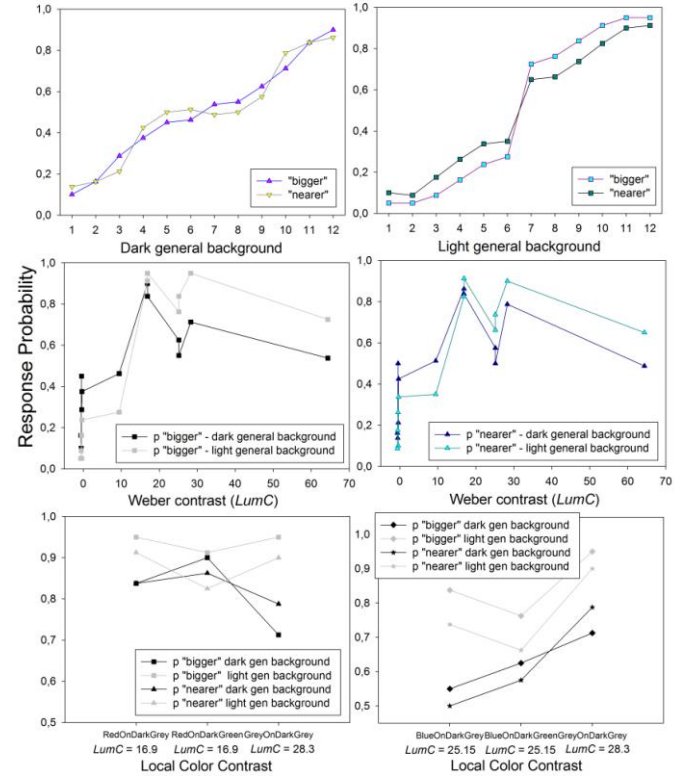 1,0
0,8
0,6
0,4
0,2
0,0
"bigger"
"nearer"
1 2 3 4 5 6 7 8 9 10 11 12
Dark general background
1,0
0,8
0,6
0,4
0,2
0,0
"bigger"
"nearer"
1 2 3 4 5 6 7 8 9 10 11 12
Light general background
Response Probability
1,0
0,8
0,6
0,4
0,2
0,0
p "bigger" - dark general background
p "bigger" - light general background
0 10 20 30 40 50 60 70
Weber contrast (LumC)
1,0
0,8
0,6
0,4
0,2
0,0
p "nearer" - dark general background
p "nearer" - light general background
0 10 20 30 40 50 60 70
Weber contrast (LumC)
1,0
0,9
0,8
0,7
0,6
0,5
p "bigger" dark gen background
p "bigger" light gen background
p "nearer" dark gen background
p "nearer" light gen background
RedOnDarkGrey RedOnDarkGreen GreyOnDarkGrey
LumC = 16.9 LumC = 16.9 LumC = 28.3
Local Color Contrast
p "bigger" dark gen background
p "bigger" light gen background
p "nearer" dark gen background
p "nearer" light gen background
1,0
0,9
0,8
0,7
0,6
0,5
BlueOnDarkGrey BlueOnDarkGreen GreyOnDarkGrey
LumC = 25.15 LumC = 25.15 LumC = 28.3
Local Color Contrast